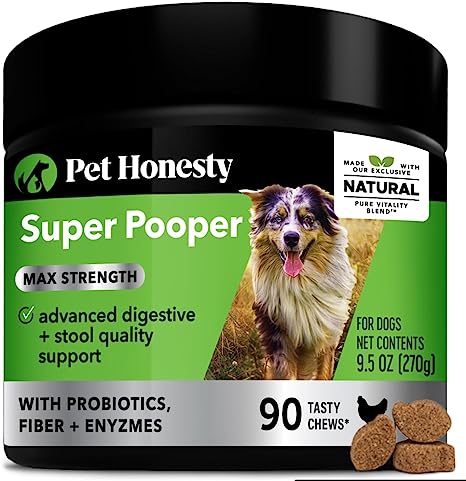 Pet Honesty
MADE WITH
OUR EXCLUSIVE
NATURAL
PURE VITALITY
BLEND™
Super Pooper
MAX STRENGTH
advanced digestive
+ stool quality
support
FOR DOGS
NET CONTENTS
9.5 OZ (270g)
WITH PROBIOTICS,
FIBER + ENYZMES
90 TASTY
CHEWS*